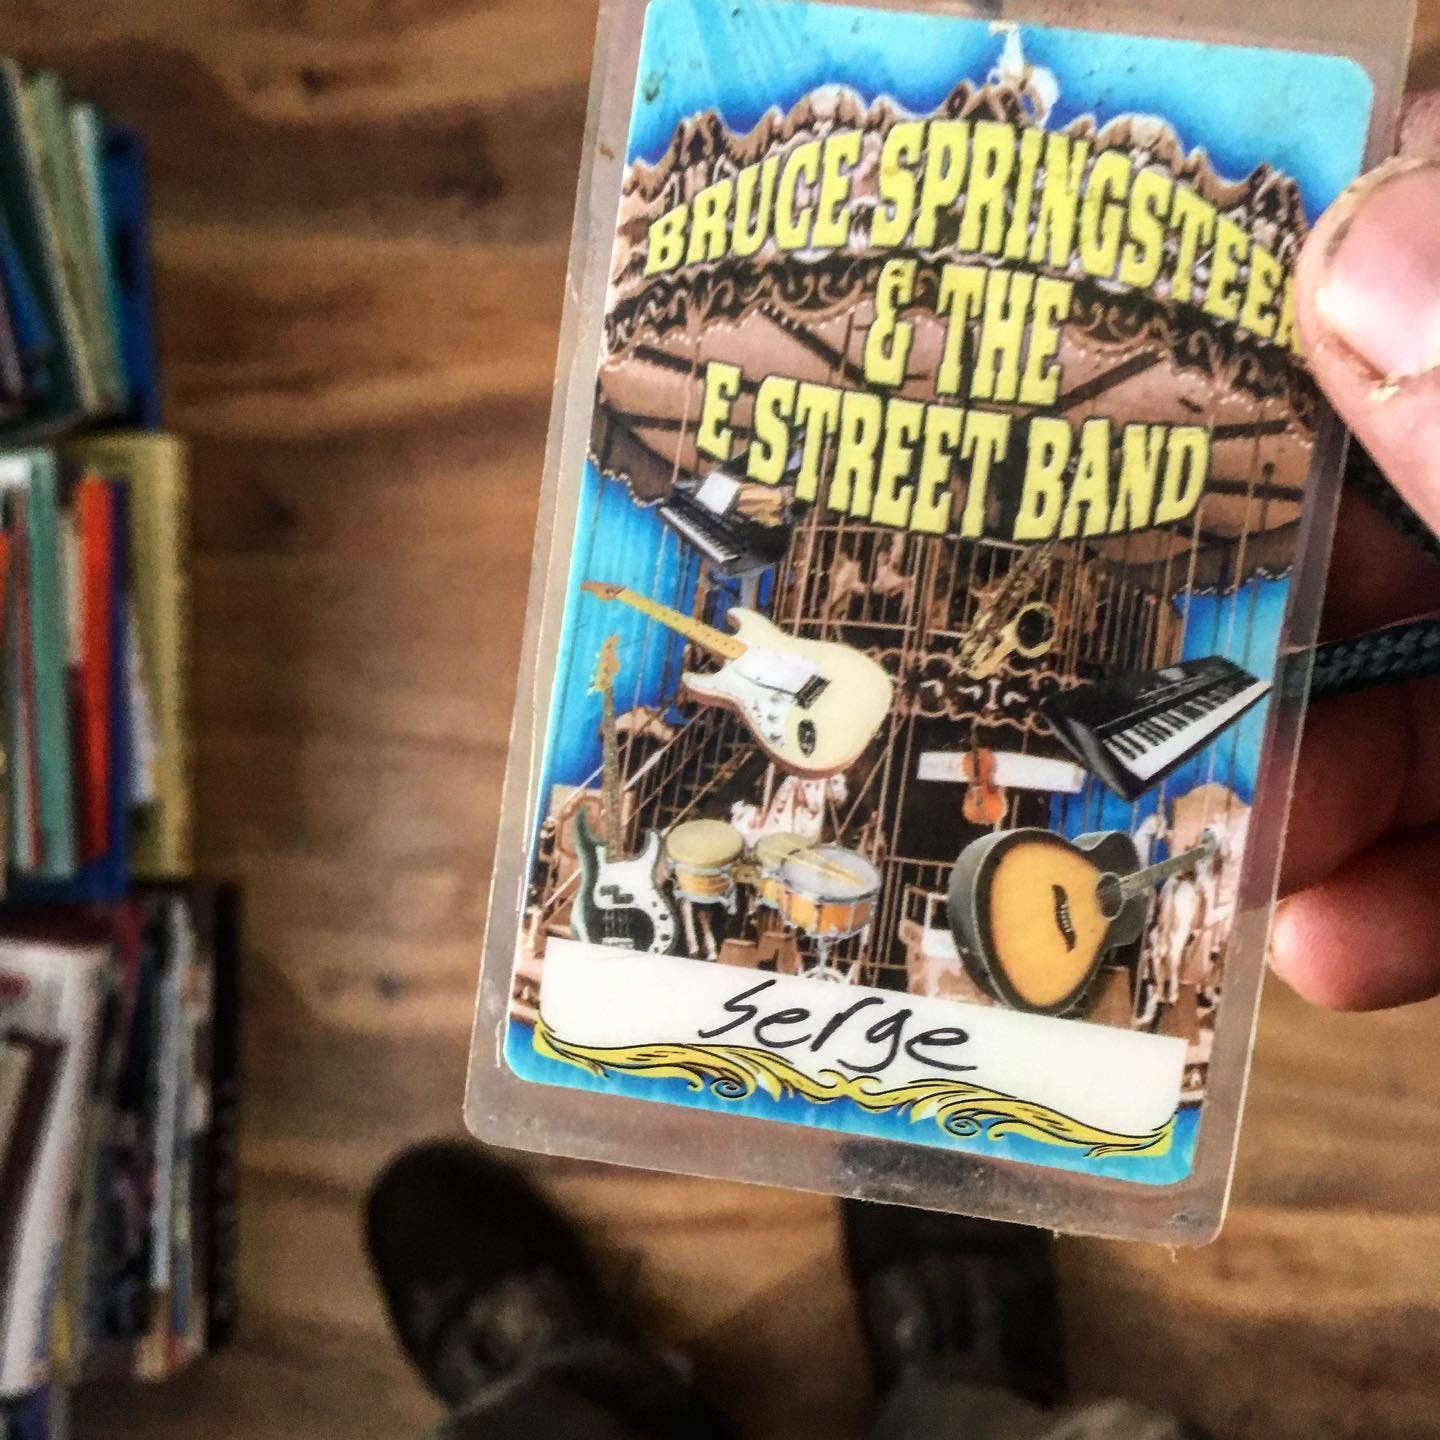 BRUCE SPRINGSTEEN
& THE
E STREET BAND
Serge